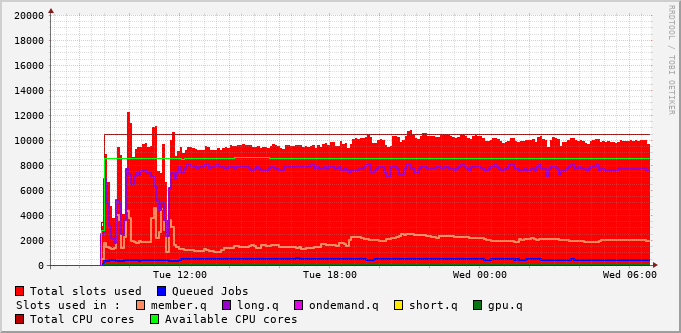 20000
18000
16000
14000
12000
10000
8000
6000
4000
2000
0
Tue 12:00 Tue 18:00 Wed 00:00 Wed 06:00
RRDTOOL / TOBI OETIKER
Total slots used Queued Jobs
Slots used in : member.q long.q ondemand.q short.q gpu.q
Total CPU cores Available CPU cores